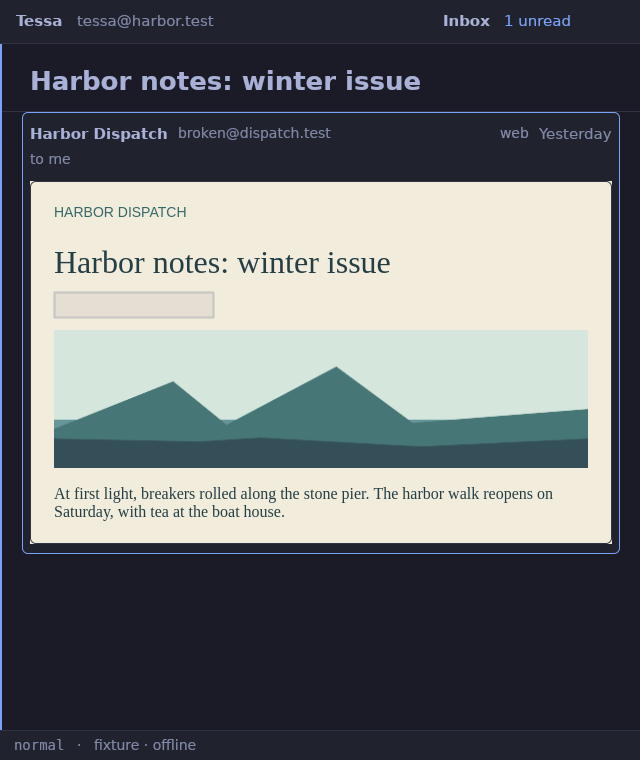 Tessa tessa@harbor.test Inbox 1 unread
Harbor notes: winter issue
Harbor Dispatch broken@dispatch.test web Yesterday
to me
HARBOR DISPATCH
Harbor notes: winter issue
At first light, breakers rolled along the stone pier. The harbor walk reopens on
Saturday, with tea at the boat house.
normal · fixture · offline